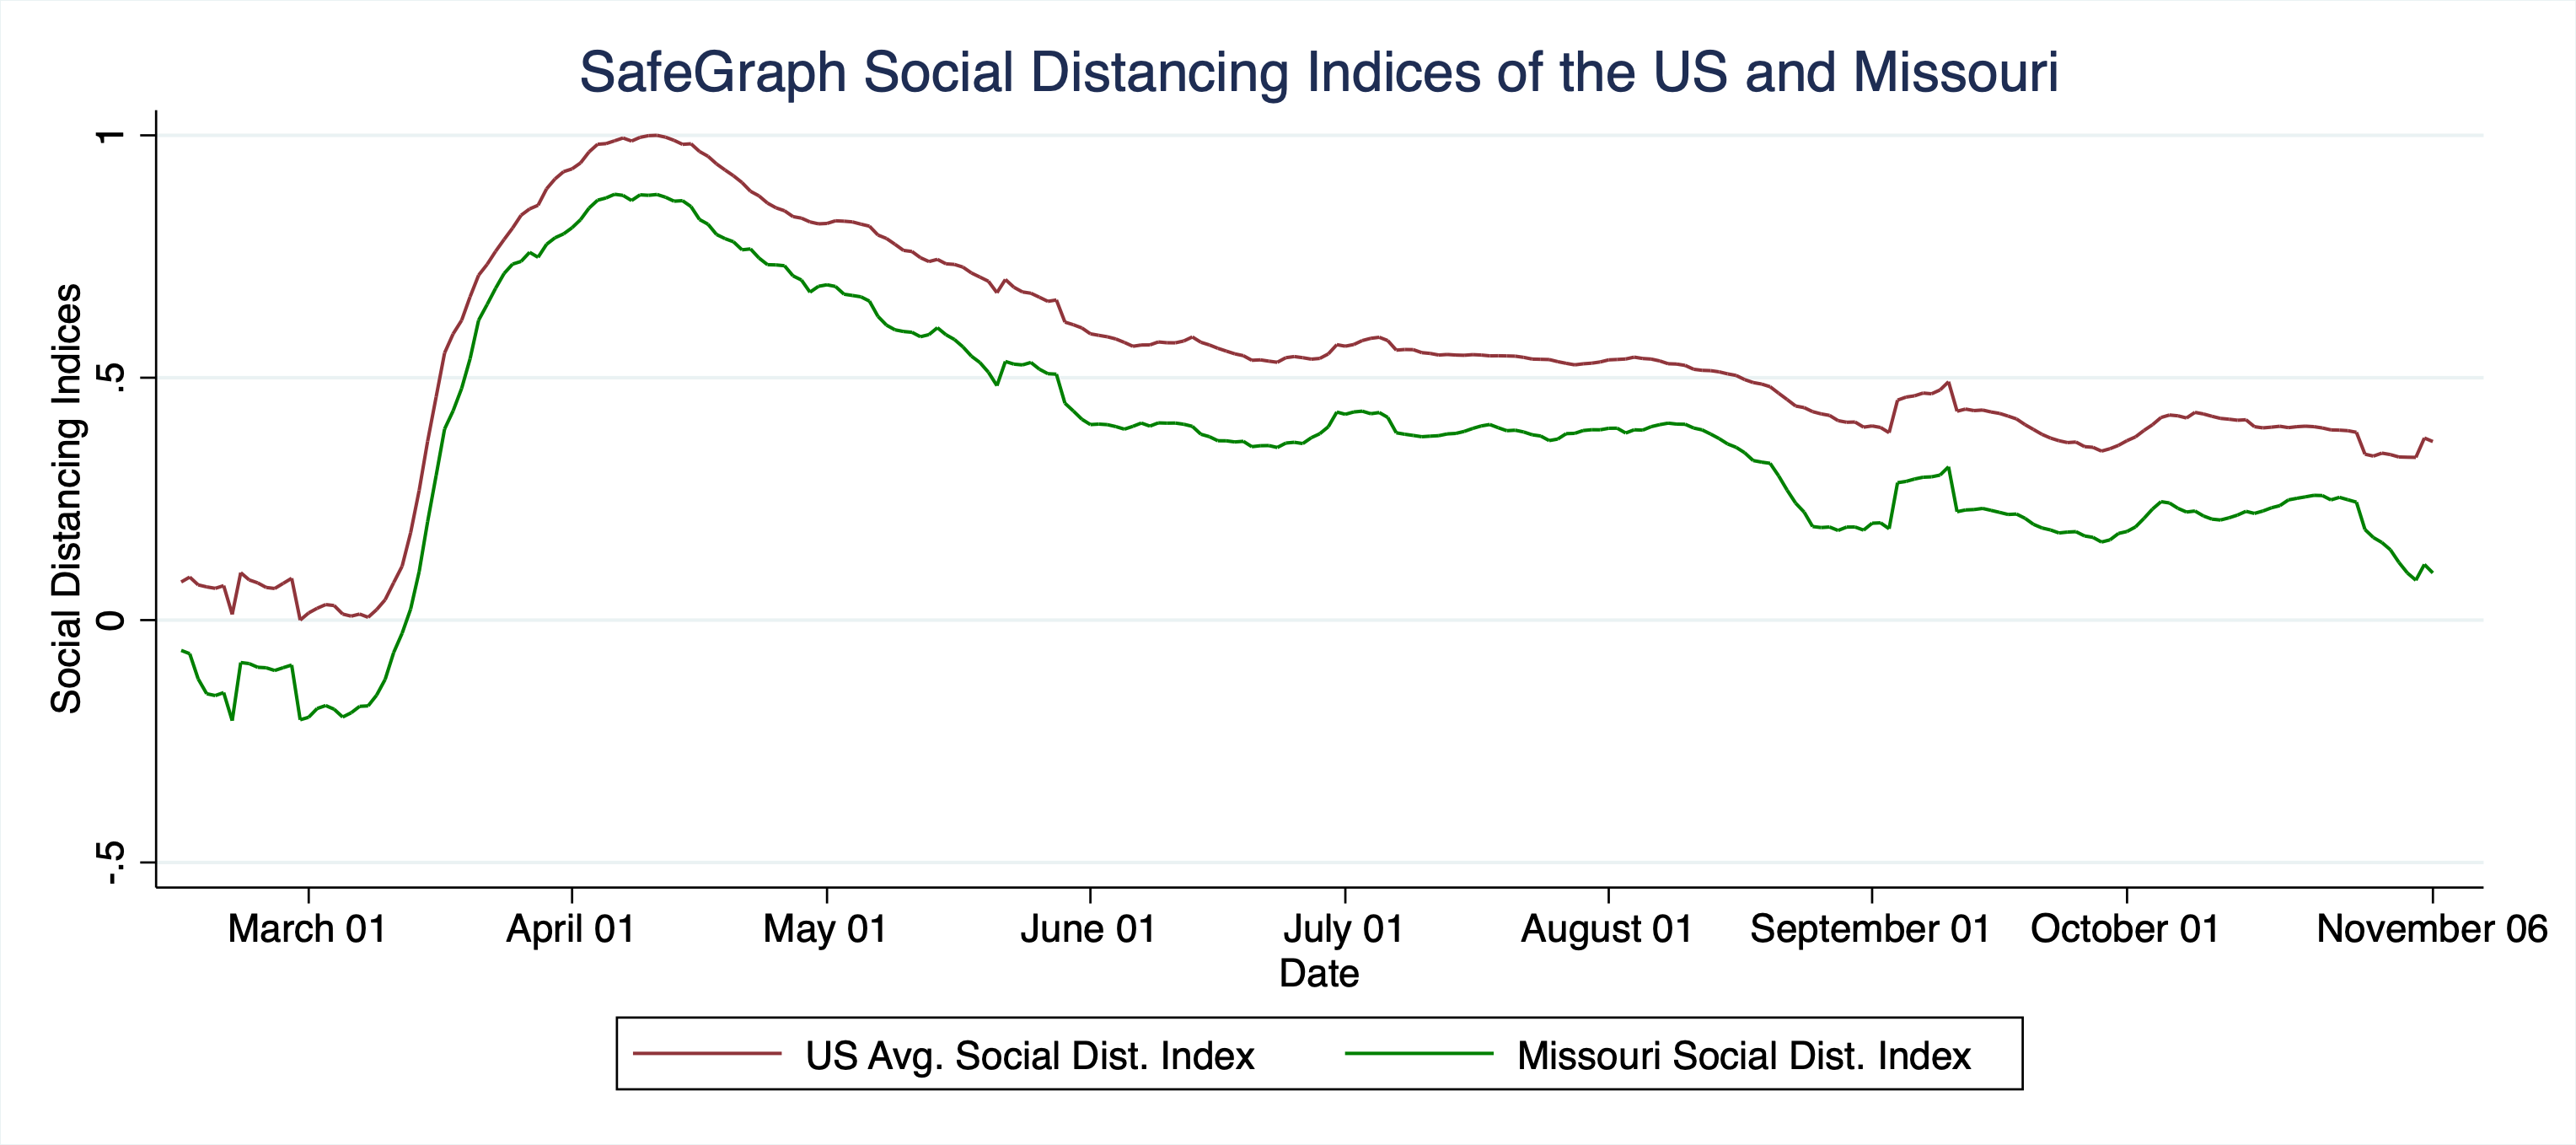 SafeGraph Social Distancing Indices of the US and Missouri
Social Distancing Indices
1
.5
0
-.5
March 01 April 01 May 01 June 01 July 01 August 01 September 01 October 01 November 06
Date
US Avg. Social Dist. Index Missouri Social Dist. Index